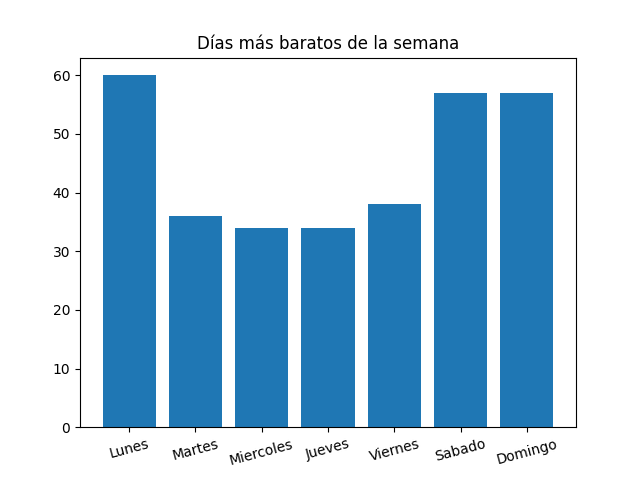 Días más baratos de la semana
60
50
40
30
20
10
0
Lunes
Martes
Miercoles
Jueves
Viernes
Sabado
Domingo